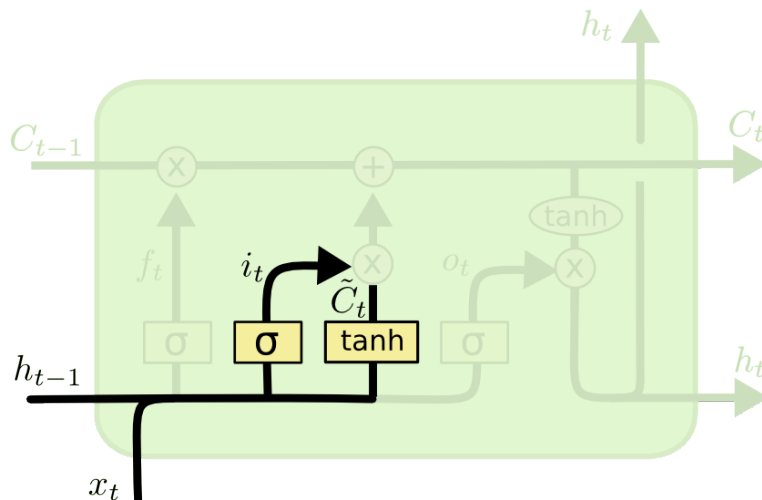 h_t
C_{t-1}
C_t
x
+
tanh
f_t
i_t
x
o_t
x
C̃_t
σ
σ
tanh
σ
h_{t-1}
h_t
x_t